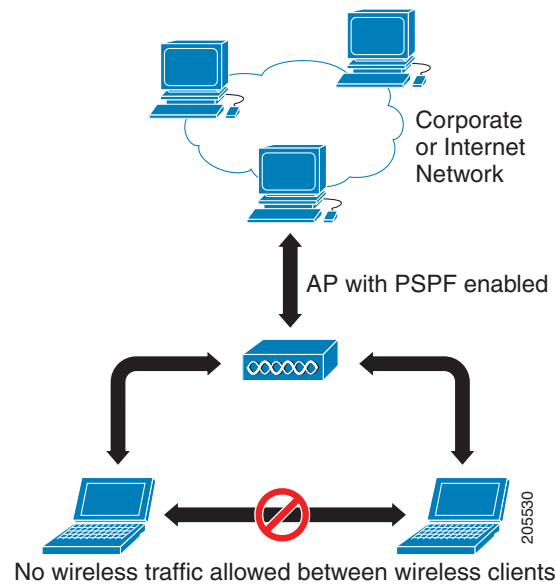 Corporate
or Internet
Network
AP with PSPF enabled
205530
No wireless traffic allowed between wireless clients